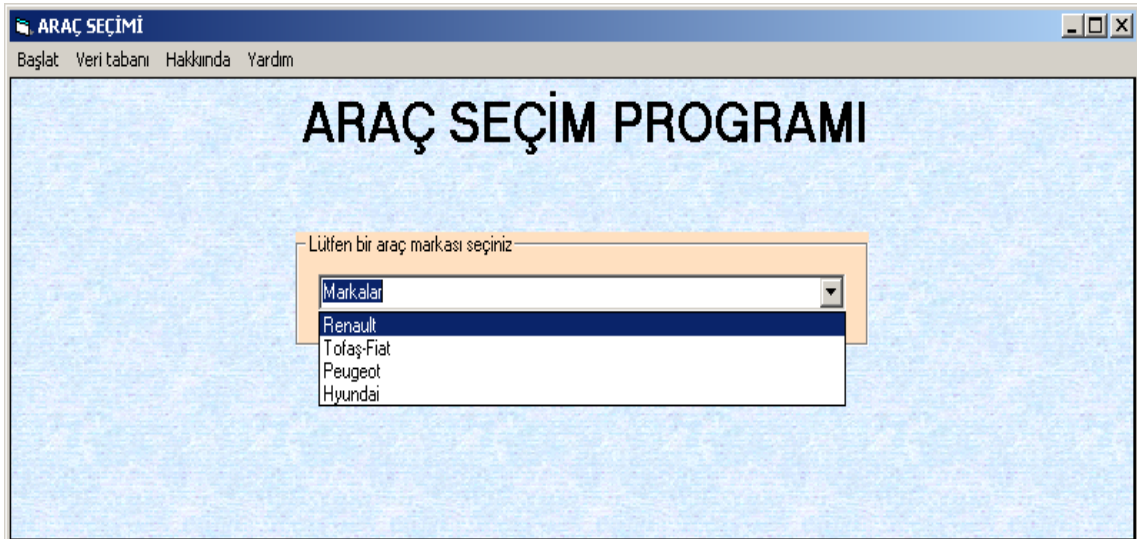 ARAÇ SEÇİMİ
Başlat Veri tabanı Hakkında Yardım
ARAÇ SEÇİM PROGRAMI
Lütfen bir araç markası seçiniz
Markalar
Renault
Tofaş-Fiat
Peugeot
Hyundai